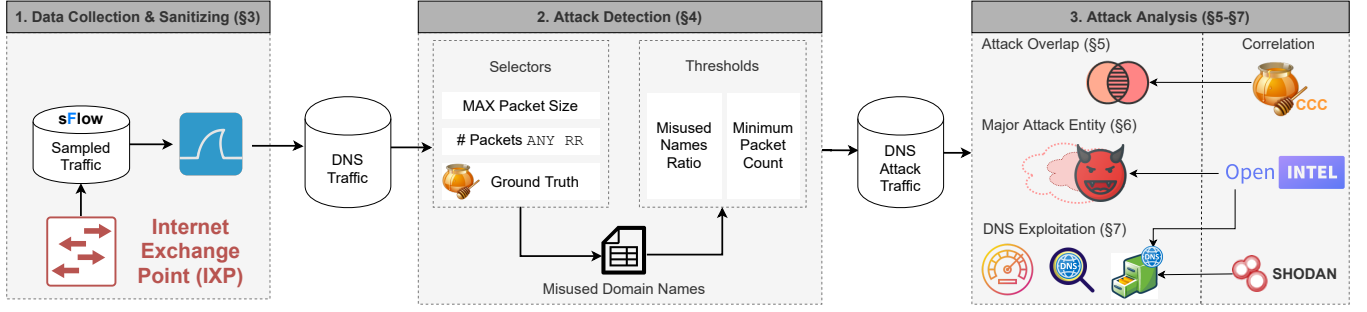 1. Data Collection & Sanitizing (§3)
sFlow
Sampled
Traffic
Internet
Exchange
Point (IXP)
DNS
Traffic
2. Attack Detection (§4)
Selectors
MAX Packet Size
# Packets ANY RR
Ground Truth
Thresholds
Misused
Names
Ratio
Minimum
Packet
Count
Misused Domain Names
DNS
Attack
Traffic
3. Attack Analysis (§5-§7)
Attack Overlap (§5)
Correlation
CCC
Major Attack Entity (§6)
Open INTEL
DNS Exploitation (§7)
DNS
DNS
SHODAN